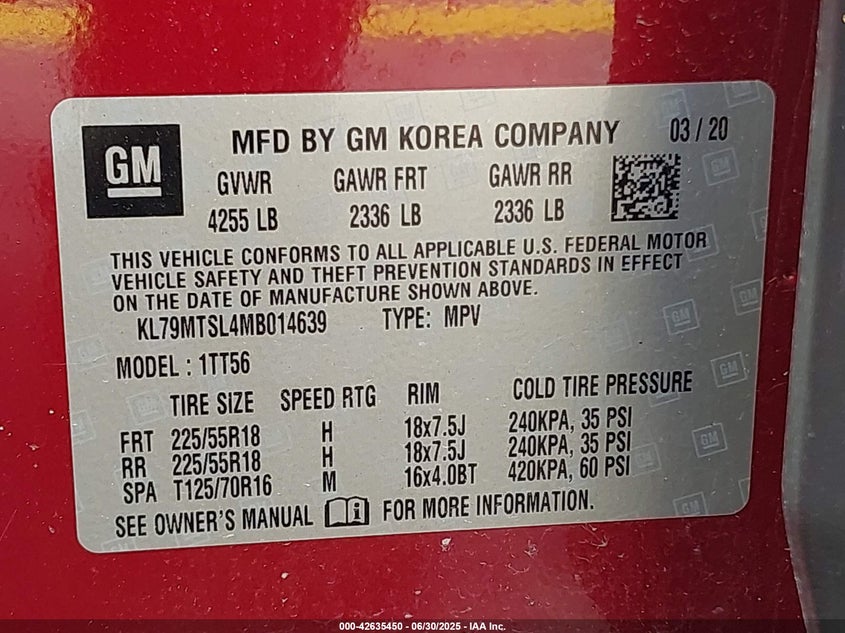 GM
MFD BY GM KOREA COMPANY 03/20
GVWR GAWR FRT GAWR RR
4255 LB 2336 LB 2336 LB
THIS VEHICLE CONFORMS TO ALL APPLICABLE U.S. FEDERAL MOTOR
VEHICLE SAFETY AND THEFT PREVENTION STANDARDS IN EFFECT
ON THE DATE OF MANUFACTURE SHOWN ABOVE.
KL79MTSL4MB014639 TYPE: MPV
MODEL : 1TT56
TIRE SIZE SPEED RTG RIM COLD TIRE PRESSURE
FRT 225/55R18 H 18x7.5J 240KPA, 35 PSI
RR 225/55R18 H 18x7.5J 240KPA, 35 PSI
SPA T125/70R16 M 16x4.0BT 420KPA, 60 PSI
SEE OWNER'S MANUAL i FOR MORE INFORMATION.
000-42635450 - 06/30/2025 - IAA Inc.